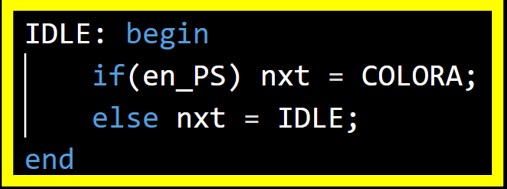 IDLE: begin
if(en_PS) nxt = COLORA;
else nxt = IDLE;
end